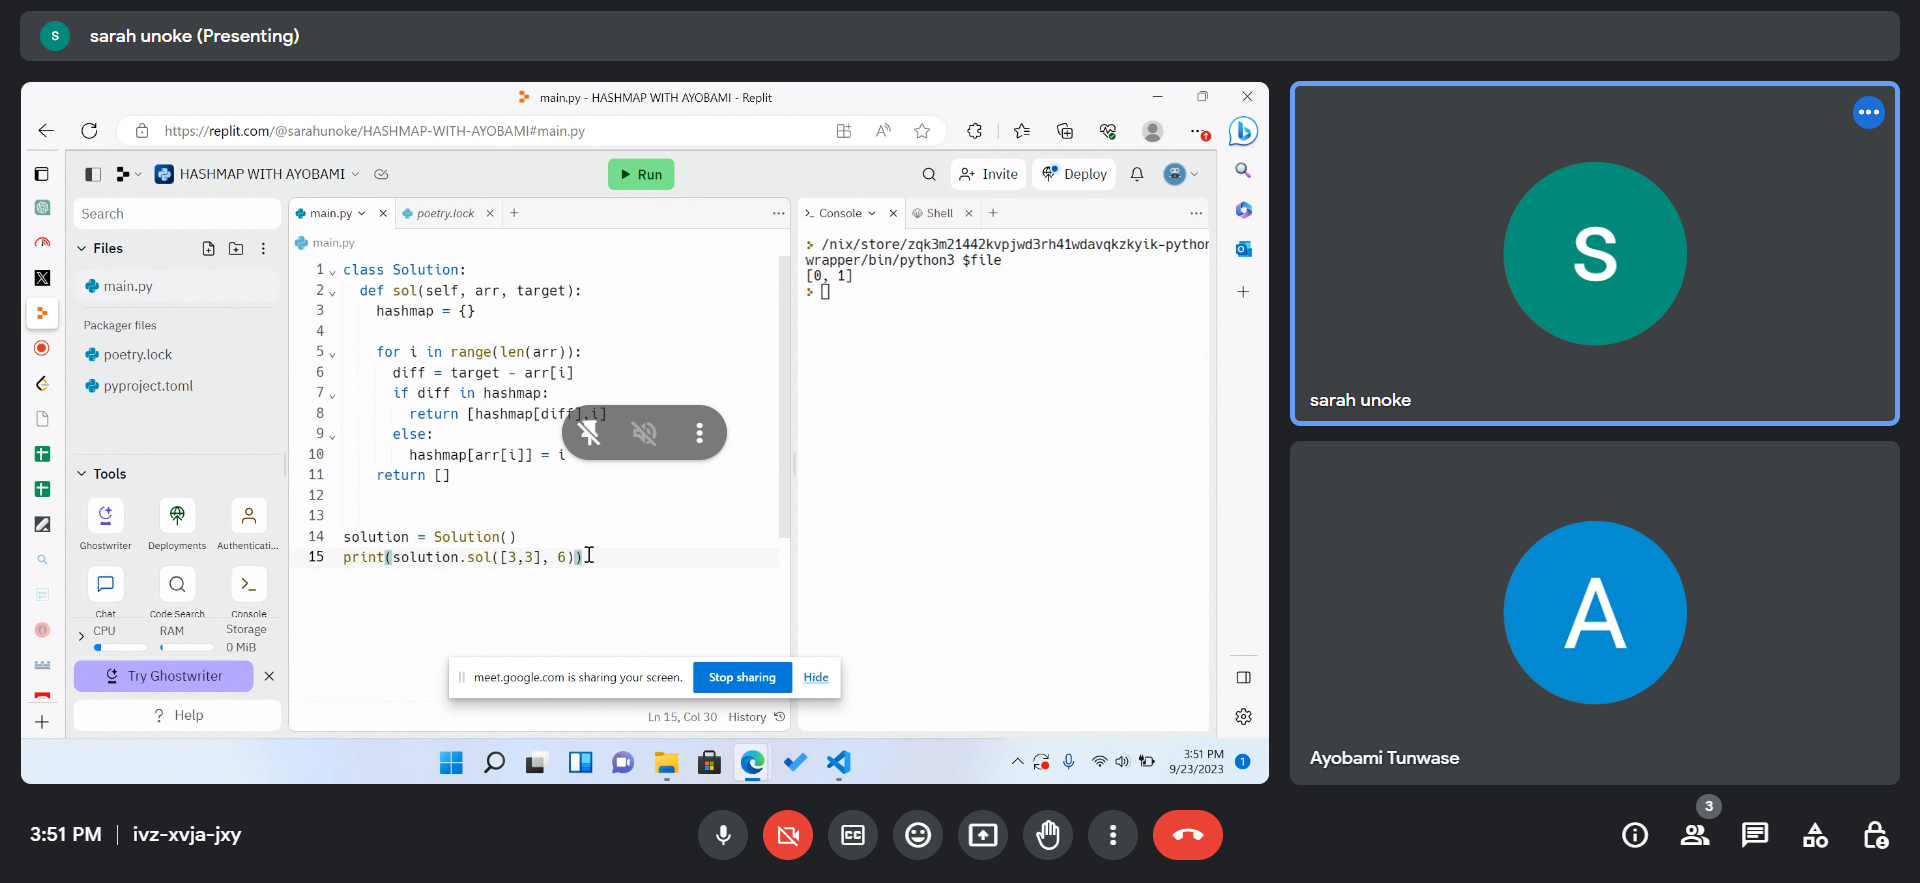 S
sarah unoke (Presenting)
main.py - HASHMAP WITH AYOBAMI - Replit
https://replit.com/@sarahunoke/HASHMAP-WITH-AYOBAMI#main.py
HASHMAP WITH AYOBAMI
Run
Invite
Deploy
Search
main.py
poetry.lock
Console
Shell
Files
main.py
main.py
Packager files
poetry.lock
pyproject.toml
1 class Solution:
2 def sol(self, arr, target):
3 hashmap = {}
4
5 for i in range(len(arr)):
6 diff = target - arr[i]
7 if diff in hashmap:
8 return [hashmap[diff],i]
9 else:
10 hashmap[arr[i]] = i
11 return []
12
13
14 solution = Solution()
15 print(solution.sol([3,3], 6))
/nix/store/zqk3m21442kvpjwd3rh41wdavqkzkyik-python
wrapper/bin/python3 $file
[0, 1]
Tools
Ghostwriter
Deployments
Authenticati...
Chat
Code Search
Console
CPU
RAM
Storage
0 MiB
Try Ghostwriter
? Help
meet.google.com is sharing your screen.
Stop sharing
Hide
Ln 15, Col 30
History
3:51 PM
9/23/2023
1
S
sarah unoke
A
Ayobami Tunwase
3:51 PM
ivz-xvja-jxy
CC
3